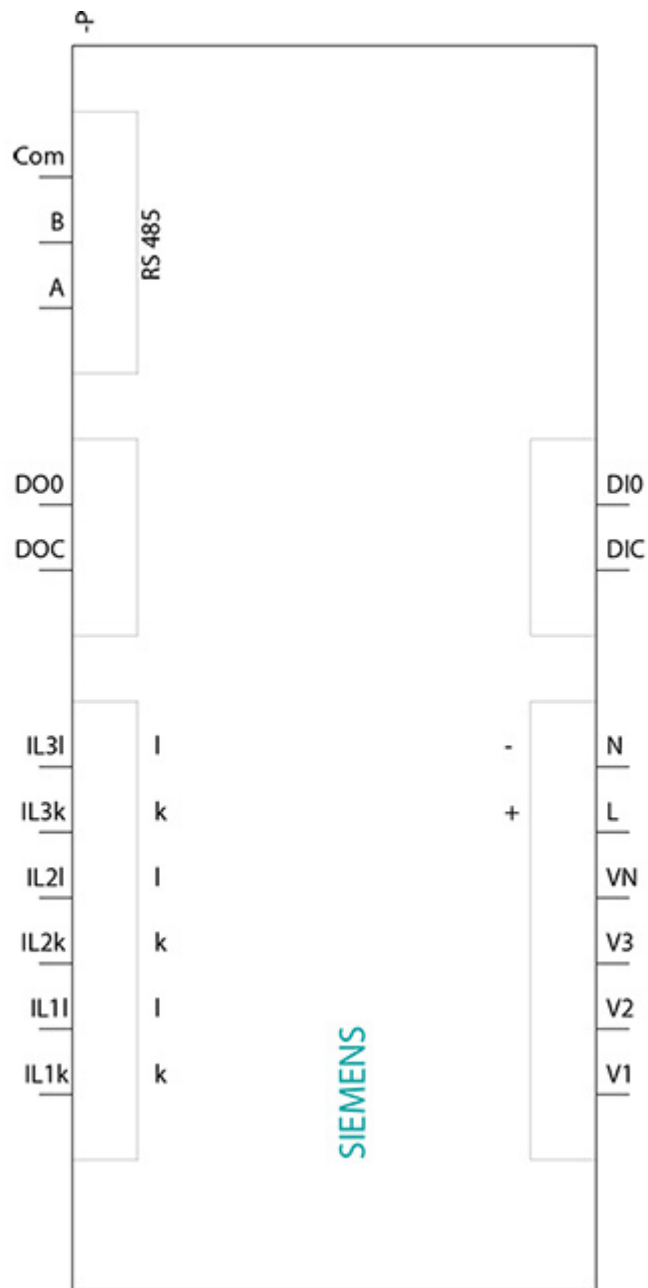 -P
Com
B
A
RS 485
DO0
DOC
DI0
DIC
IL3l l - N
IL3k k + L
IL2l l VN
IL2k k V3
IL1l l V2
IL1k k V1
SIEMENS